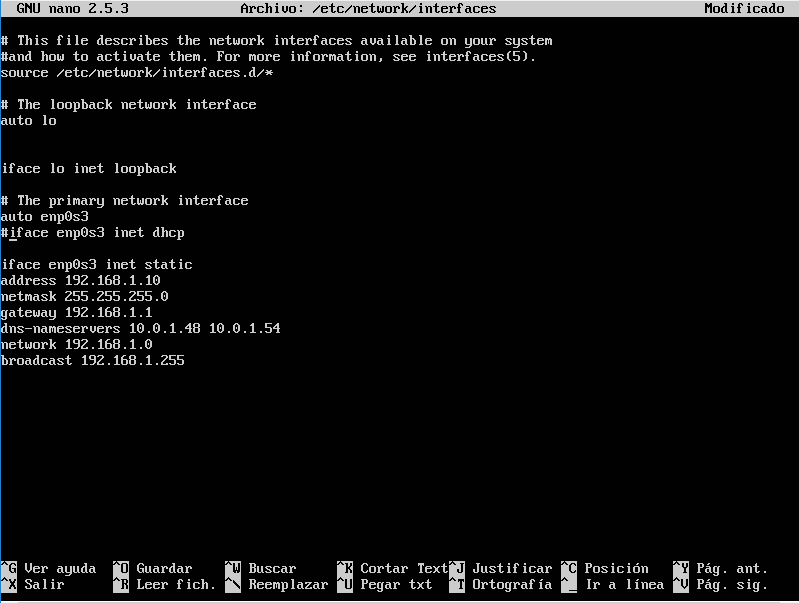 GNU nano 2.5.3 Archivo: /etc/network/interfaces Modificado
# This file describes the network interfaces available on your system
#and how to activate them. For more information, see interfaces(5).
source /etc/network/interfaces.d/*
# The loopback network interface
auto lo
iface lo inet loopback
# The primary network interface
auto enp0s3
#iface enp0s3 inet dhcp
iface enp0s3 inet static
address 192.168.1.10
netmask 255.255.255.0
gateway 192.168.1.1
dns-nameservers 10.0.1.48 10.0.1.54
network 192.168.1.0
broadcast 192.168.1.255
^G Ver ayuda ^O Guardar ^W Buscar ^K Cortar Text ^J Justificar ^C Posición ^Y Pág. ant.
^X Salir ^R Leer fich. ^\ Reemplazar ^U Pegar txt ^T Ortografía ^_ Ir a línea ^V Pág. sig.